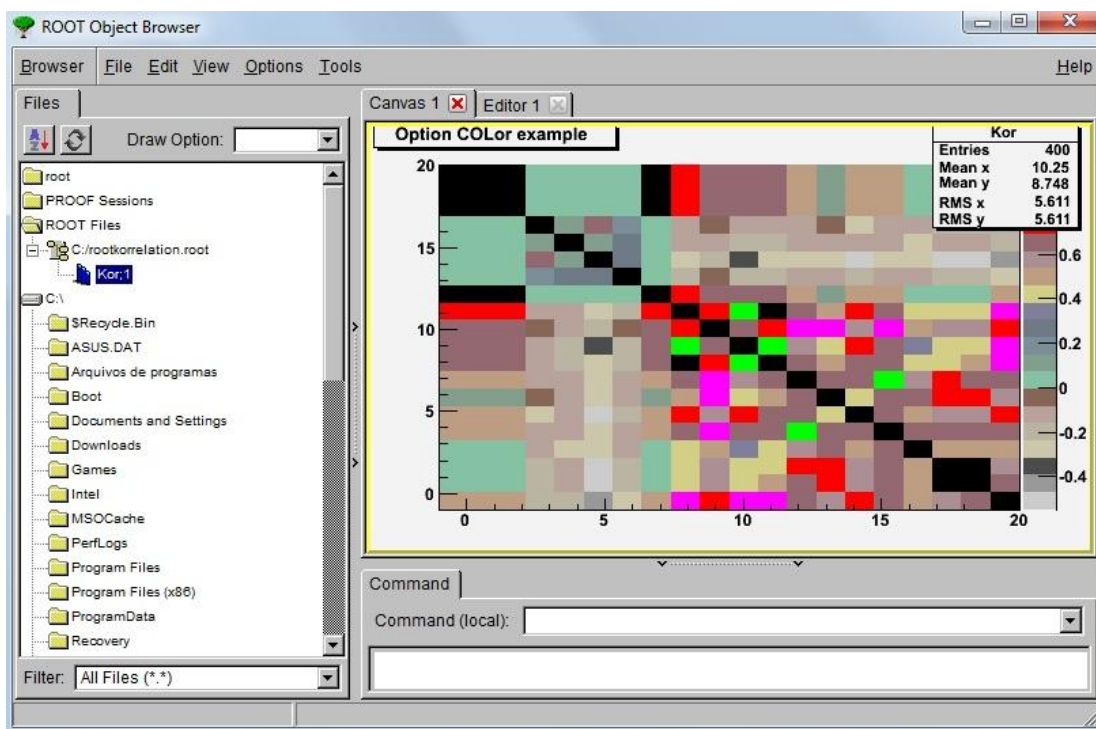 ROOT Object Browser
Browser File Edit View Options Tools Help
Files
Draw Option:
root
PROOF Sessions
ROOT Files
C:/rootkorrelation.root
Kor;1
C:\
$Recycle.Bin
ASUS.DAT
Arquivos de programas
Boot
Documents and Settings
Downloads
Games
Intel
MSOCache
PerfLogs
Program Files
Program Files (x86)
ProgramData
Recovery
Filter: All Files (*.*)
Canvas 1 Editor 1
Option COLor example
Kor
Entries 400
Mean x 10.25
Mean y 8.748
RMS x 5.611
RMS y 5.611
20
15
10
5
0
0 5 10 15 20
0.6
0.4
0.2
0
-0.2
-0.4
Command
Command (local):